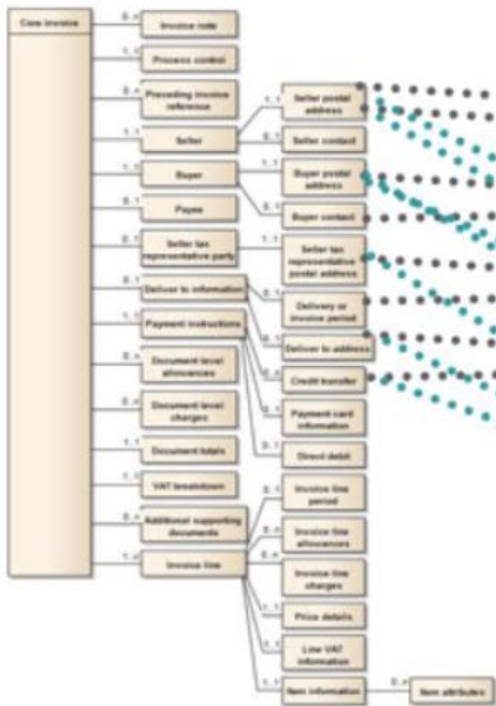 Core invoice
0..n
Invoice note
1..1
Process control
0..n
Preceding invoice
reference
1..1
Seller
1..1
Seller postal
address
0..1
Seller contact
1..1
Buyer
1..1
Buyer postal
address
0..1
Buyer contact
0..1
Payee
0..1
Seller tax
representative party
1..1
Seller tax
representative
postal address
0..1
Deliver to information
0..1
Delivery or
invoice period
0..1
Deliver to address
1..1
Payment instructions
0..n
Credit transfer
0..1
Payment card
information
0..1
Direct debit
0..n
Document level
allowances
0..n
Document level
charges
1..1
Document totals
1..1
VAT breakdown
0..n
Additional supporting
documents
1..n
Invoice line
0..1
Invoice line
period
0..n
Invoice line
allowances
0..n
Invoice line
charges
1..1
Price details
1..1
Line VAT
information
1..1
Item information
0..n
Item attributes